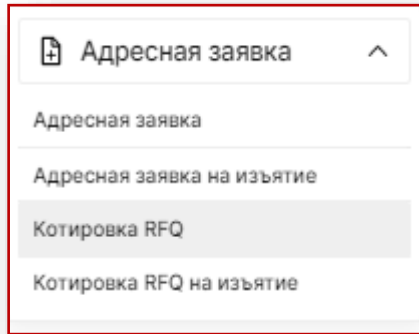 Адресная заявка
Адресная заявка
Адресная заявка на изъятие
Котировка RFQ
Котировка RFQ на изъятие